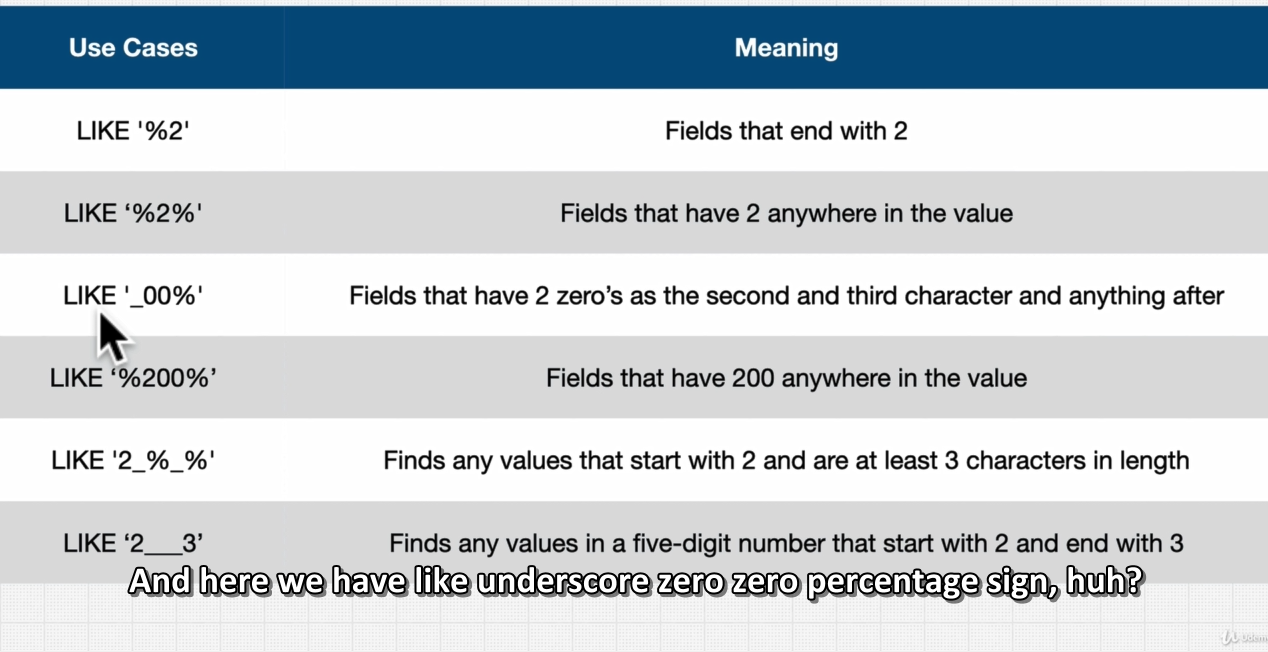 Use Cases Meaning
LIKE '%2' Fields that end with 2
LIKE ‘%2%' Fields that have 2 anywhere in the value
LIKE '_00%' Fields that have 2 zero’s as the second and third character and anything after
LIKE ‘%200%’ Fields that have 200 anywhere in the value
LIKE '2_%_%' Finds any values that start with 2 and are at least 3 characters in length
LIKE ‘2___3’ Finds any values in a five-digit number that start with 2 and end with 3
And here we have like underscore zero zero percentage sign, huh?